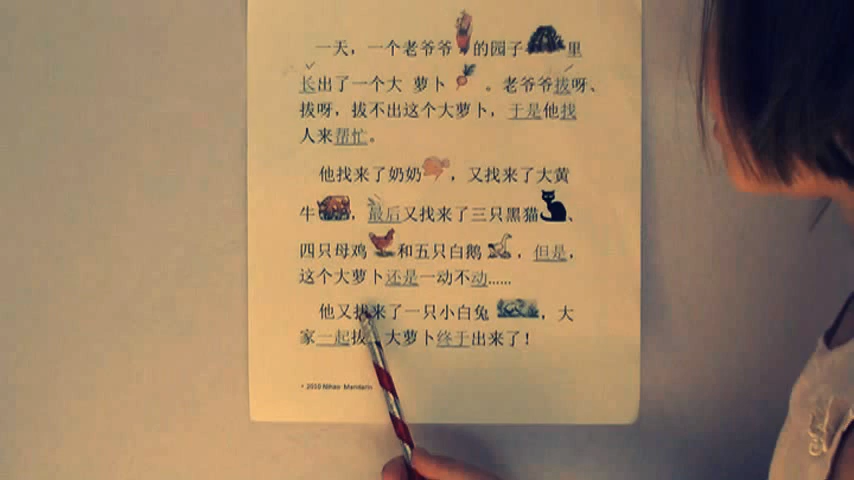 一天，一个老爷爷的园子里
长出了一个大 萝卜 。老爷爷拔呀、
拔呀，拔不出这个大萝卜，于是他找
人来帮忙。
他找来了奶奶，又找来了大黄
牛，最后又找来了三只黑猫、
四只母鸡和五只白鹅，但是，
这个大萝卜还是一动不动……
他又找来了一只小白兔，大
家一起拔，大萝卜终于出来了！
2010 Nihao Mandarin